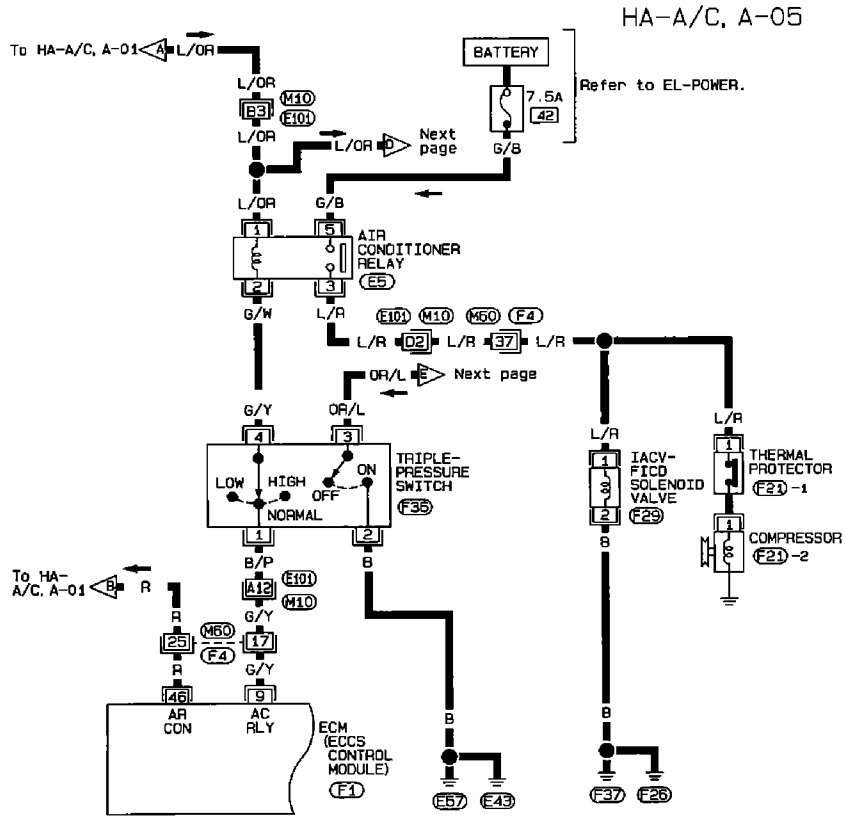 HA-A/C, A-05
To HA-A/C, A-01 A L/OR
BATTERY
Refer to EL-POWER.
7.5A
42
L/OR
B3 M10
E101
L/OR
L/OR D Next page
G/B
L/OR G/B
1 5
AIR CONDITIONER RELAY
E5
2 3
G/W L/R
E101 M10 M60 F4
L/R D2 L/R 37 L/R
OR/L E Next page
G/Y OR/L
4 3
TRIPLE-PRESSURE SWITCH
F35
LOW HIGH
NORMAL
OFF ON
1 2
L/R L/R
1
IACV-FICD SOLENOID VALVE
F29
2
B
1
THERMAL PROTECTOR
F21 -1
1
COMPRESSOR
F21 -2
B/P B
To HA-A/C, A-01 B R
A12 E101
M10
R G/Y
25 M60 17
F4
R G/Y
46 9
AR CON
AC RLY
ECM (ECCS CONTROL MODULE)
F1
B B
E57 E43 F37 F26